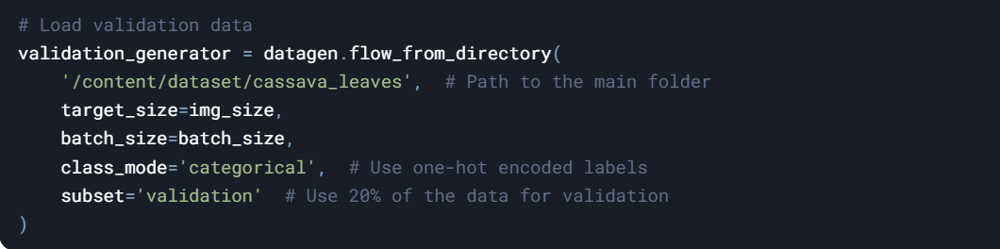 # Load validation data
validation_generator = datagen.flow_from_directory(
    '/content/dataset/cassava_leaves',  # Path to the main folder
    target_size=img_size,
    batch_size=batch_size,
    class_mode='categorical',  # Use one-hot encoded labels
    subset='validation'  # Use 20% of the data for validation
)